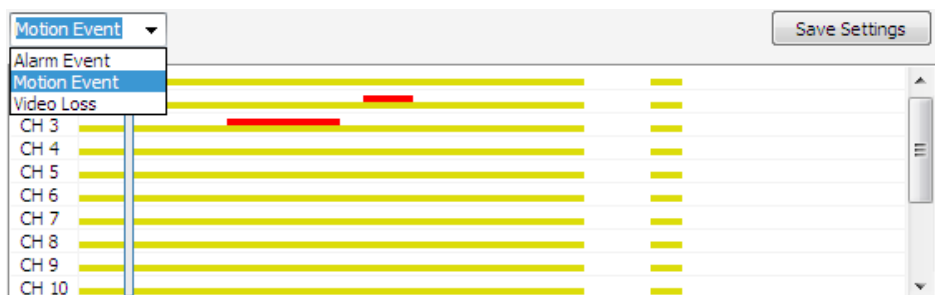 Motion Event
Save Settings
Alarm Event
Motion Event
Video Loss
CH 3
CH 4
CH 5
CH 6
CH 7
CH 8
CH 9
CH 10